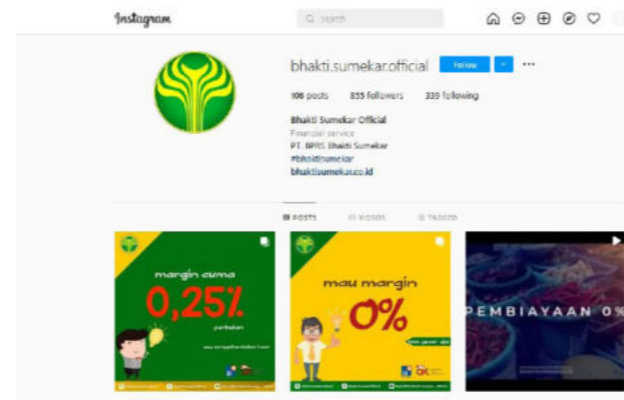 Instagram
Search
bhakti.sumekar.official Follow
106 posts 855 followers 339 following
Bhakti Sumekar Official
Financial service
PT. BPRS Bhakti Sumekar
#bhaktisumekar
bhaktisumekar.co.id
POSTS VIDEOS TAGGED
margin cuma
0,25%
perbulan
mau margin
0%
PEMBIAYAAN 0%